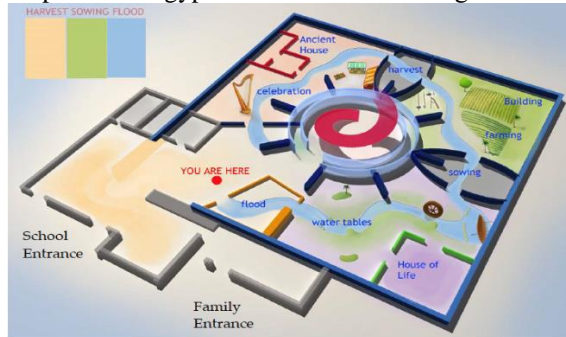 HARVEST SOWING FLOOD
Ancient
House
harvest
celebration
Building
farming
YOU ARE HERE
sowing
flood
water tables
School
Entrance
House of
Life
Family
Entrance